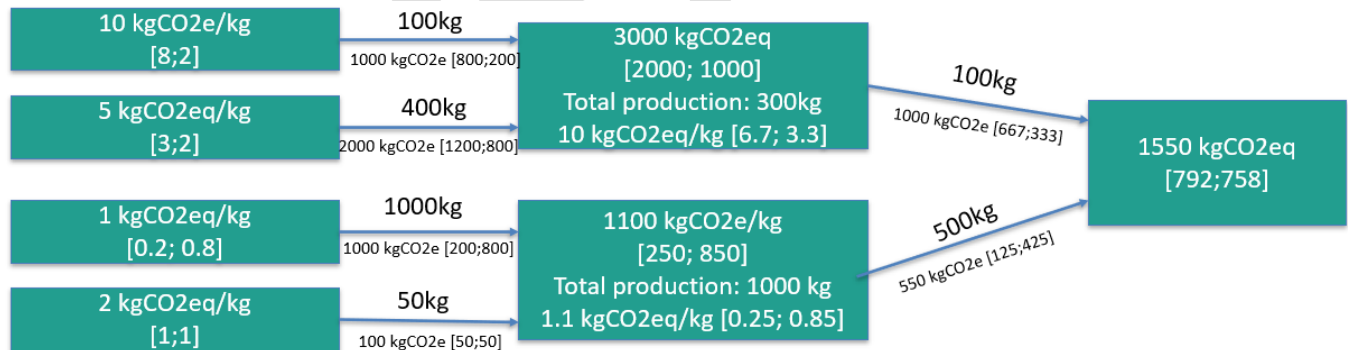 10 kgCO2e/kg
[8;2]
100kg
1000 kgCO2e [800;200]
5 kgCO2eq/kg
[3;2]
400kg
2000 kgCO2e [1200;800]
3000 kgCO2eq
[2000; 1000]
Total production: 300kg
10 kgCO2eq/kg [6.7; 3.3]
100kg
1000 kgCO2e [667;333]
1 kgCO2eq/kg
[0.2; 0.8]
1000kg
1000 kgCO2e [200;800]
2 kgCO2eq/kg
[1;1]
50kg
100 kgCO2e [50;50]
1100 kgCO2e/kg
[250; 850]
Total production: 1000 kg
1.1 kgCO2eq/kg [0.25; 0.85]
500kg
550 kgCO2e [125;425]
1550 kgCO2eq
[792;758]